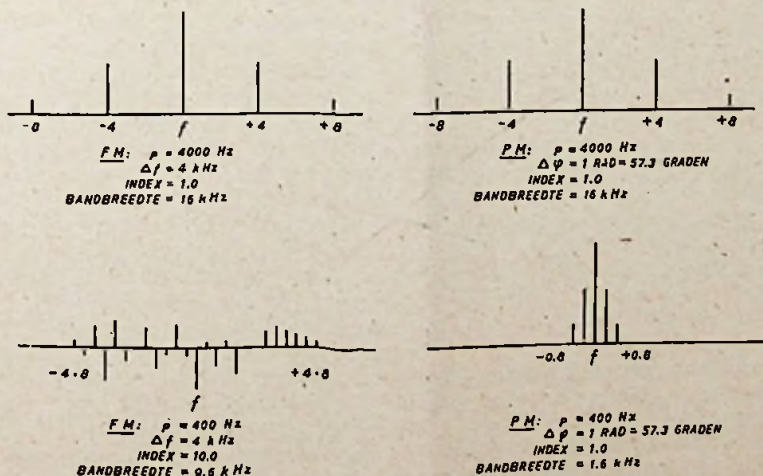 -8 -4 f +4 +8
FM: p = 4000 Hz
Δf = 4 kHz
INDEX = 1.0
BANDBREEDTE = 16 kHz
-8 -4 f +4 +8
PM: p = 4000 Hz
Δφ = 1 RAD = 57.3 GRADEN
INDEX = 1.0
BANDBREEDTE = 16 kHz
-4.8 +4.8
f
FM: p = 400 Hz
Δf = 4 kHz
INDEX = 10.0
BANDBREEDTE = 9.6 kHz
-0.8 f +0.8
PM: p = 400 Hz
Δφ = 1 RAD = 57.3 GRADEN
INDEX = 1.0
BANDBREEDTE = 1.6 kHz